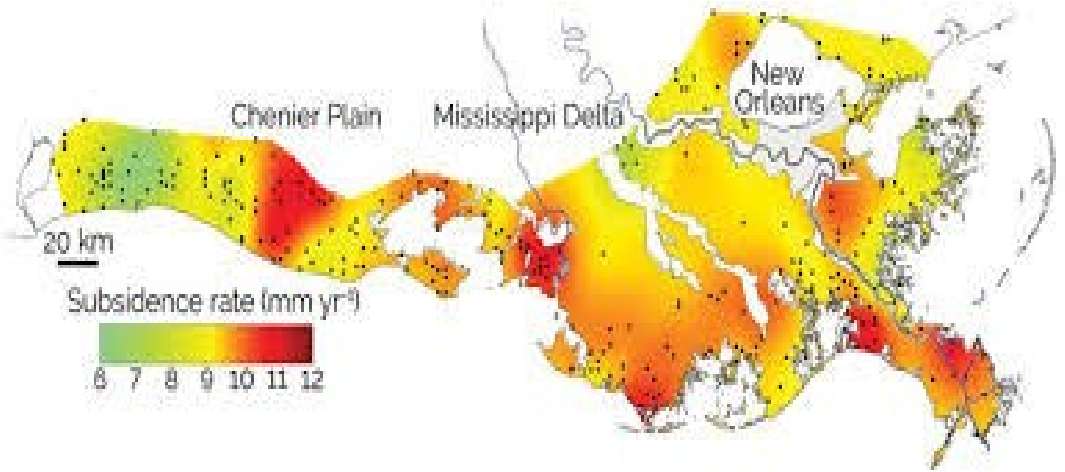 New
Orleans
Chenier Plain
Mississippi Delta
20 km
Subsidence rate (mm yr⁻¹)
6 7 8 9 10 11 12